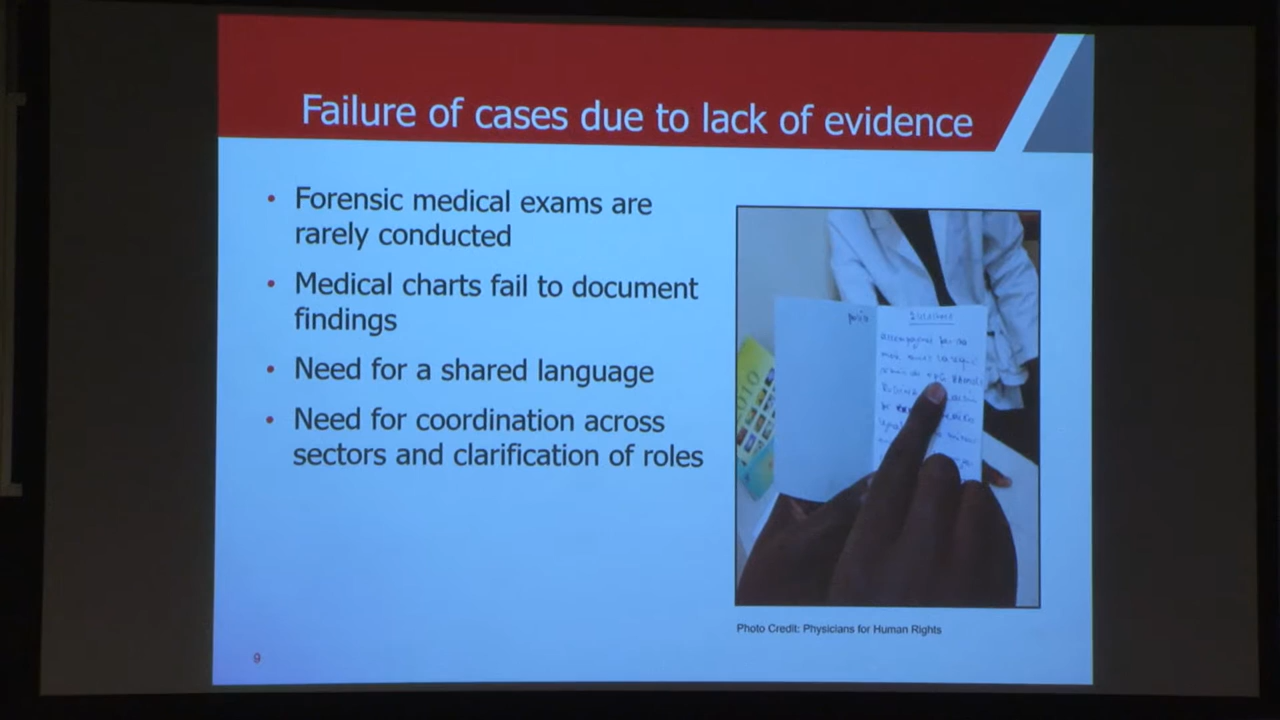 Failure of cases due to lack of evidence
• Forensic medical exams are
rarely conducted
• Medical charts fail to document
findings
• Need for a shared language
• Need for coordination across
sectors and clarification of roles
2010
Photo Credit: Physicians for Human Rights
9